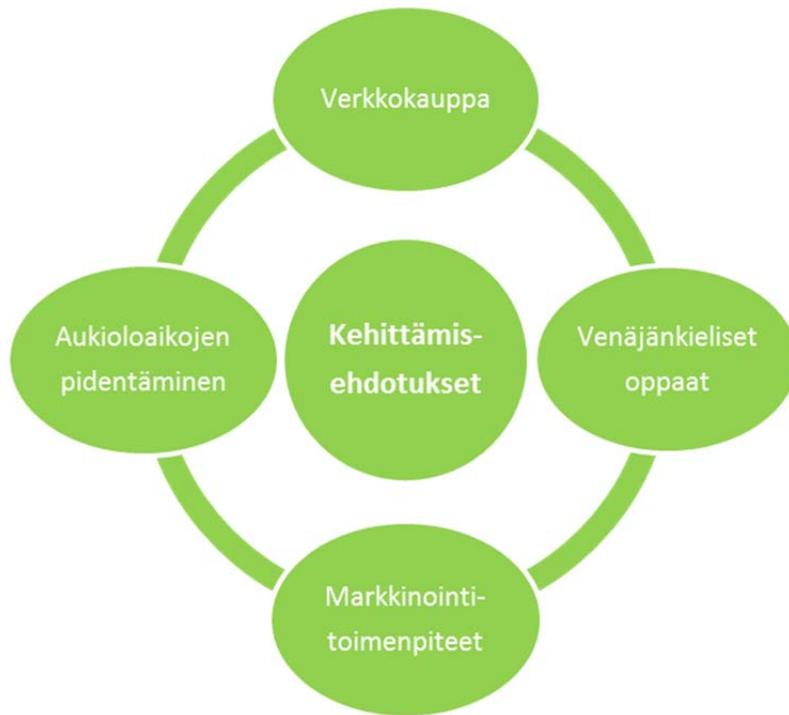 Verkkokauppa
Aukioloaikojen
pidentäminen
Kehittämis-
ehdotukset
Venäjänkieliset
oppaat
Markkinointi-
toimenpiteet